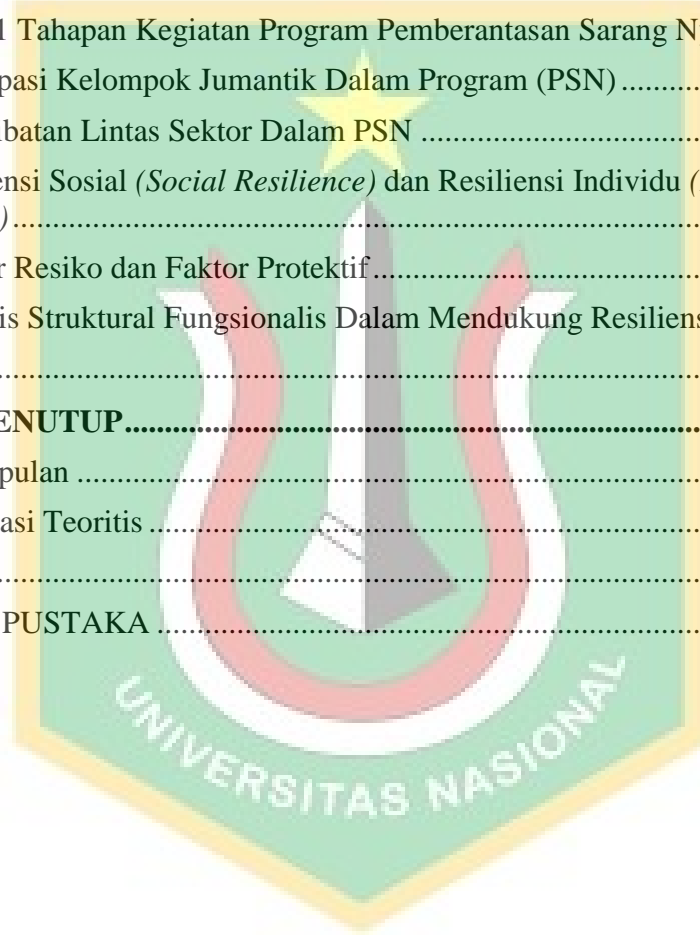 1 Tahapan Kegiatan Program Pemberantasan Sarang N
pasi Kelompok Jumantik Dalam Program (PSN) ..........
batan Lintas Sektor Dalam PSN ..................................
ensi Sosial (Social Resilience) dan Resiliensi Individu (
)....................................................................................
r Resiko dan Faktor Protektif........................................
is Struktural Fungsionalis Dalam Mendukung Resiliens
......................................................................................
ENUTUP......................................................................
pulan ............................................................................
asi Teoritis ...................................................................
......................................................................................
PUSTAKA ..................................................................
UNIVERSITAS NASIONAL